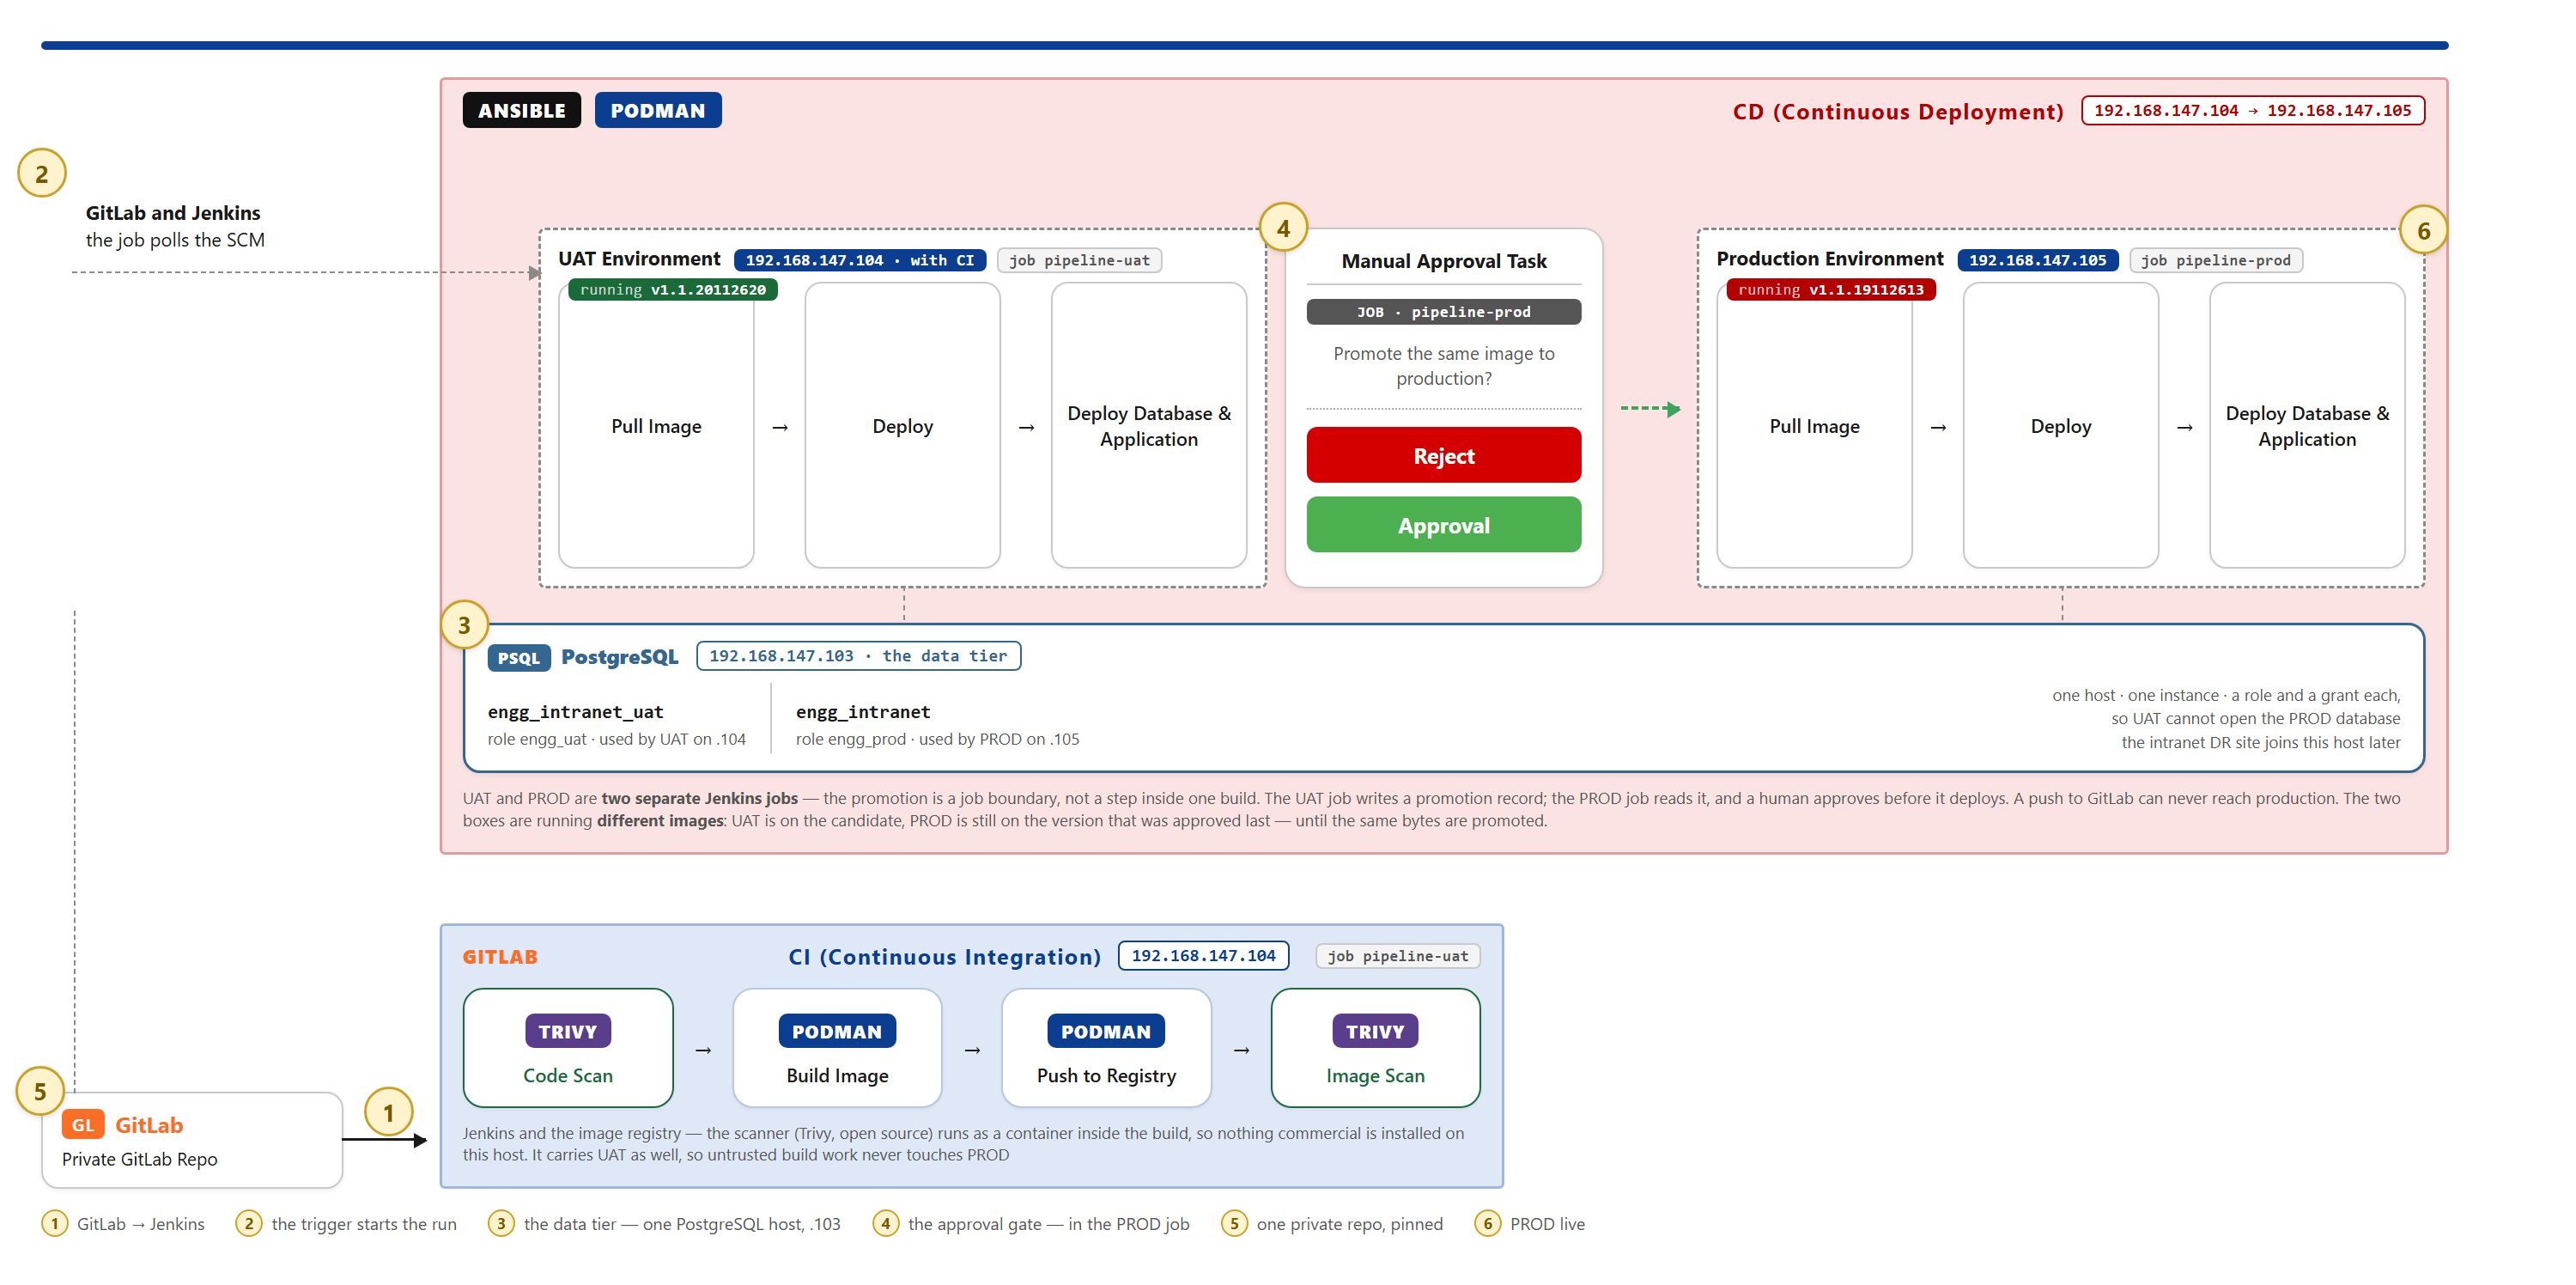 ANSIBLE PODMAN
CD (Continuous Deployment) 192.168.147.104 → 192.168.147.105
2
GitLab and Jenkins
the job polls the SCM
UAT Environment 192.168.147.104 · with CI job pipeline-uat
running v1.1.20112620
Pull Image
→
Deploy
→
Deploy Database &
Application
4
Manual Approval Task
JOB · pipeline-prod
Promote the same image to
production?
Reject
Approval
6
Production Environment 192.168.147.105 job pipeline-prod
running v1.1.19112613
Pull Image
→
Deploy
→
Deploy Database &
Application
3
PSQL PostgreSQL 192.168.147.103 · the data tier
engg_intranet_uat
role engg_uat · used by UAT on .104
engg_intranet
role engg_prod · used by PROD on .105
one host · one instance · a role and a grant each,
so UAT cannot open the PROD database
the intranet DR site joins this host later
UAT and PROD are two separate Jenkins jobs — the promotion is a job boundary, not a step inside one build. The UAT job writes a promotion record; the PROD job reads it, and a human approves before it deploys. A push to GitLab can never reach production. The two
boxes are running different images: UAT is on the candidate, PROD is still on the version that was approved last — until the same bytes are promoted.
GITLAB
CI (Continuous Integration) 192.168.147.104 job pipeline-uat
TRIVY
Code Scan
→
PODMAN
Build Image
→
PODMAN
Push to Registry
→
TRIVY
Image Scan
Jenkins and the image registry — the scanner (Trivy, open source) runs as a container inside the build, so nothing commercial is installed on
this host. It carries UAT as well, so untrusted build work never touches PROD
5
GL GitLab
Private GitLab Repo
1
1 GitLab → Jenkins 2 the trigger starts the run 3 the data tier — one PostgreSQL host, .103 4 the approval gate — in the PROD job 5 one private repo, pinned 6 PROD live